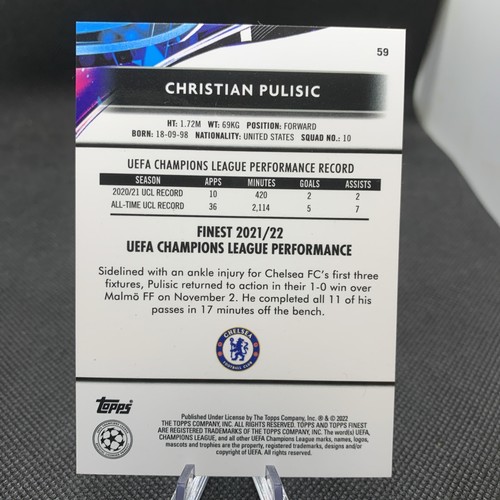 59
CHRISTIAN PULISIC
HT: 1.72M WT: 69KG POSITION: FORWARD
BORN: 18-09-98 NATIONALITY: UNITED STATES SQUAD NO.: 10
UEFA CHAMPIONS LEAGUE PERFORMANCE RECORD
SEASON APPS MINUTES GOALS ASSISTS
2020/21 UCL RECORD 10 420 2 2
ALL-TIME UCL RECORD 36 2,114 5 7
FINEST 2021/22
UEFA CHAMPIONS LEAGUE PERFORMANCE
Sidelined with an ankle injury for Chelsea FC's first three
fixtures, Pulisic returned to action in their 1-0 win over
Malmö FF on November 2. He completed all 11 of his
passes in 17 minutes off the bench.
CHELSEA
FOOTBALL CLUB
Topps
Published Under License by The Topps Company, Inc. ® & © 2022
THE TOPPS COMPANY, INC. ALL RIGHTS RESERVED. TOPPS AND TOPPS FINEST
ARE REGISTERED TRADEMARKS OF THE TOPPS COMPANY, INC. The word(s) UEFA,
CHAMPIONS LEAGUE, and all other UEFA Champions League marks, names, logos,
mascots and trophies are the property, registered trademarks, designs and/or
copyright of UEFA. All rights reserved.